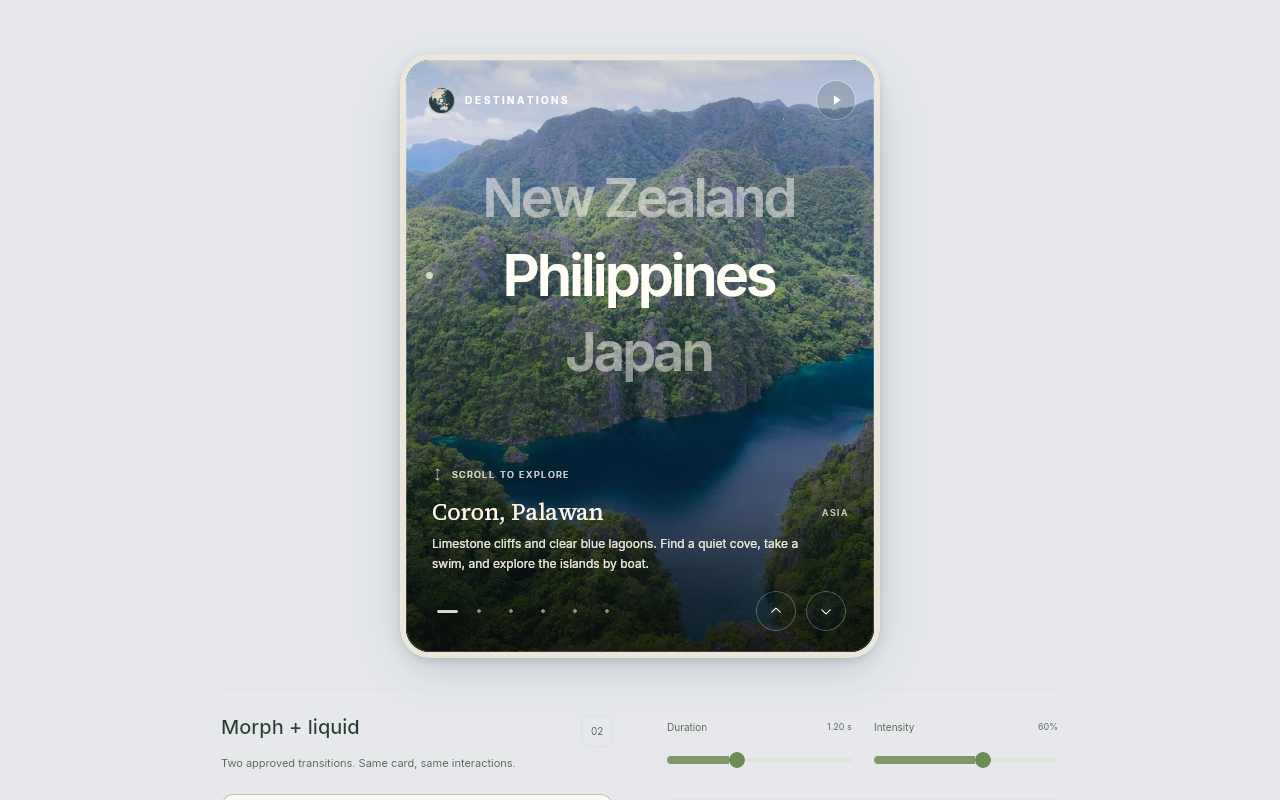 DESTINATIONS
New Zealand
Philippines
Japan
SCROLL TO EXPLORE
Coron, Palawan
ASIA
Limestone cliffs and clear blue lagoons. Find a quiet cove, take a
swim, and explore the islands by boat.
Morph + liquid
02
Two approved transitions. Same card, same interactions.
Duration
1.20 s
Intensity
60%